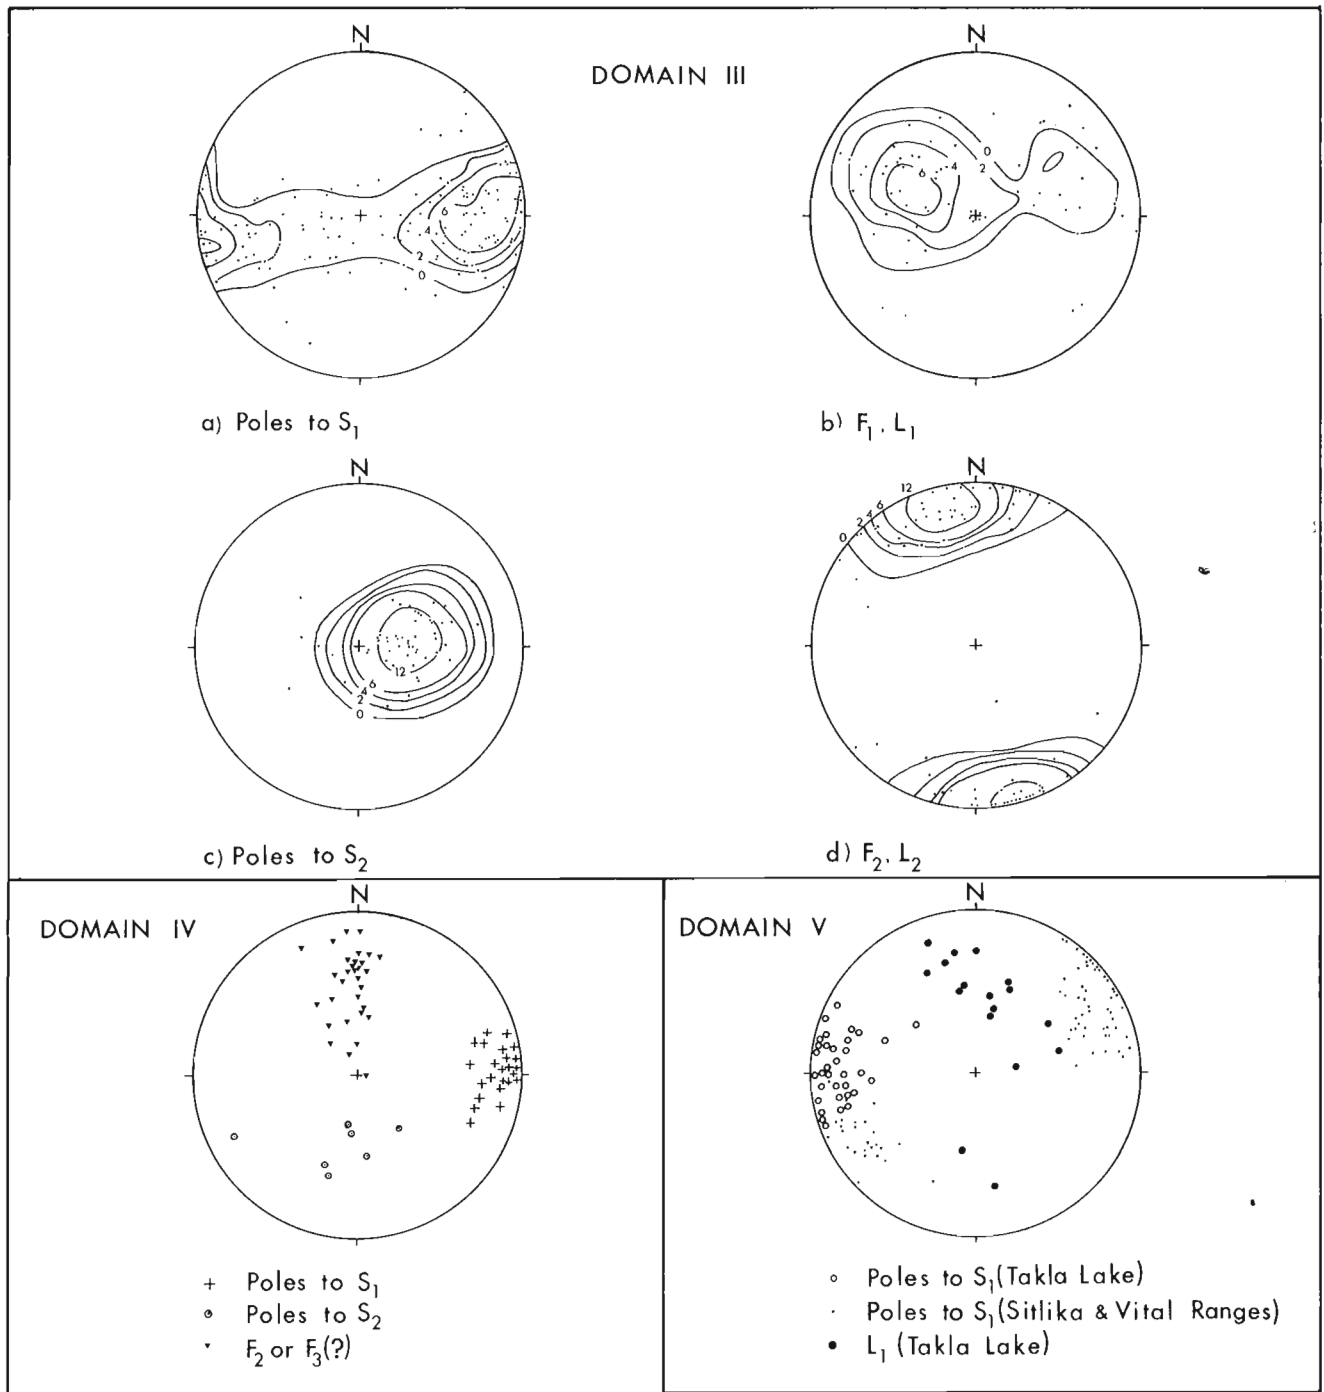 DOMAIN III
N
6
4
2
0
a) Poles to S1
N
0
2
4
6
b) F1, L1
N
12
6
4
2
0
c) Poles to S2
N
12
6
4
2
0
d) F2, L2
DOMAIN IV
N
+ Poles to S1
Poles to S2
F2 or F3(?)
DOMAIN V
N
Poles to S1 (Takla Lake)
Poles to S1 (Sitlika & Vital Ranges)
L1 (Takla Lake)